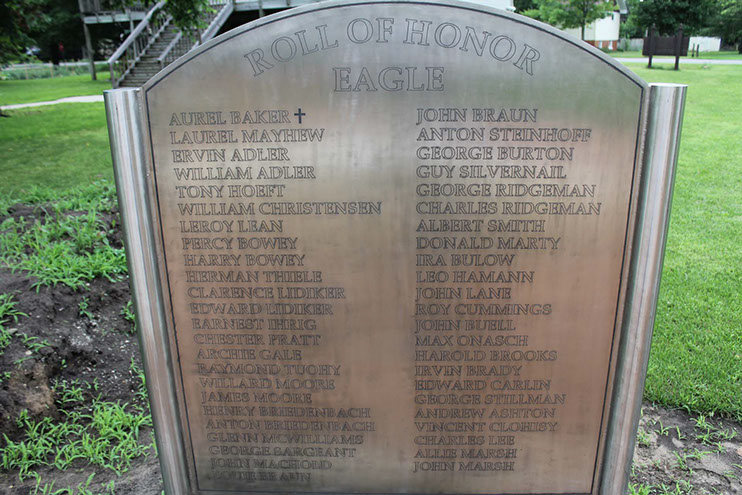 ROLL OF HONOR
EAGLE
AUREL BAKER ✝
LAUREL MAYHEW
ERVIN ADLER
WILLIAM ADLER
TONY HOEFT
WILLIAM CHRISTENSEN
LEROY LEAN
PERCY BOWEY
HARRY BOWEY
HERMAN THIELE
CLARENCE LIDIKER
EDWARD LIDIKER
EARNEST IHRIG
CHESTER PRATT
ARCHIE GALE
RAYMOND TUOHY
WILLARD MOORE
JAMES MOORE
HENRY BRIEDENBACH
ANTON BRIEDENBACH
GLENN MCWILLIAMS
GEORGE SARGEANT
JOHN MACHOLD
BRAUN
JOHN BRAUN
ANTON STEINHOFF
GEORGE BURTON
GUY SILVERNAIL
GEORGE RIDGEMAN
CHARLES RIDGEMAN
ALBERT SMITH
DONALD MARTY
IRA BULOW
LEO HAMANN
JOHN LANE
ROY CUMMINGS
JOHN BUELL
MAX ONASCH
HAROLD BROOKS
IRVIN BRADY
EDWARD CARLIN
GEORGE STILLMAN
ANDREW ASHTON
VINCENT CLOHISY
CHARLES LEE
ALLIE MARSH
JOHN MARSH